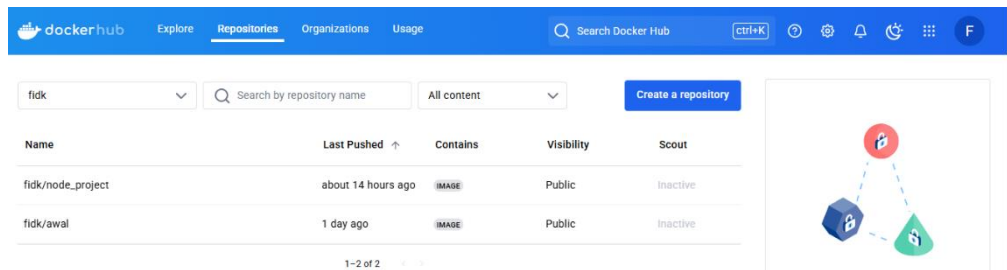 dockerhub Explore Repositories Organizations Usage Search Docker Hub ctrl+K F
fidk Search by repository name All content Create a repository
Name Last Pushed Contains Visibility Scout
fidk/node_project about 14 hours ago IMAGE Public Inactive
fidk/awal 1 day ago IMAGE Public Inactive
1–2 of 2